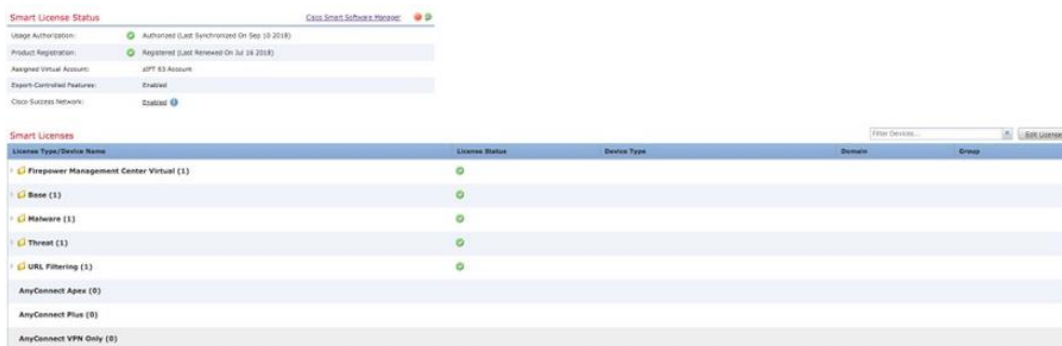 Smart License Status
Cisco Smart Software Manager
Usage Authorization: Authorized (Last Synchronized On Sep 10 2018)
Product Registration: Registered (Last Renewed On Jul 16 2018)
Assigned Virtual Account: Account
Export-Controlled Features: Enabled
Cisco Success Network: Enabled
Smart Licenses
Filter Devices...
Edit Licenses
License Type/Device Name License Status Device Type Domain Group
Firepower Management Center Virtual (1)
Base (1)
Malware (1)
Threat (1)
URL Filtering (1)
AnyConnect Apex (0)
AnyConnect Plus (0)
AnyConnect VPN Only (0)